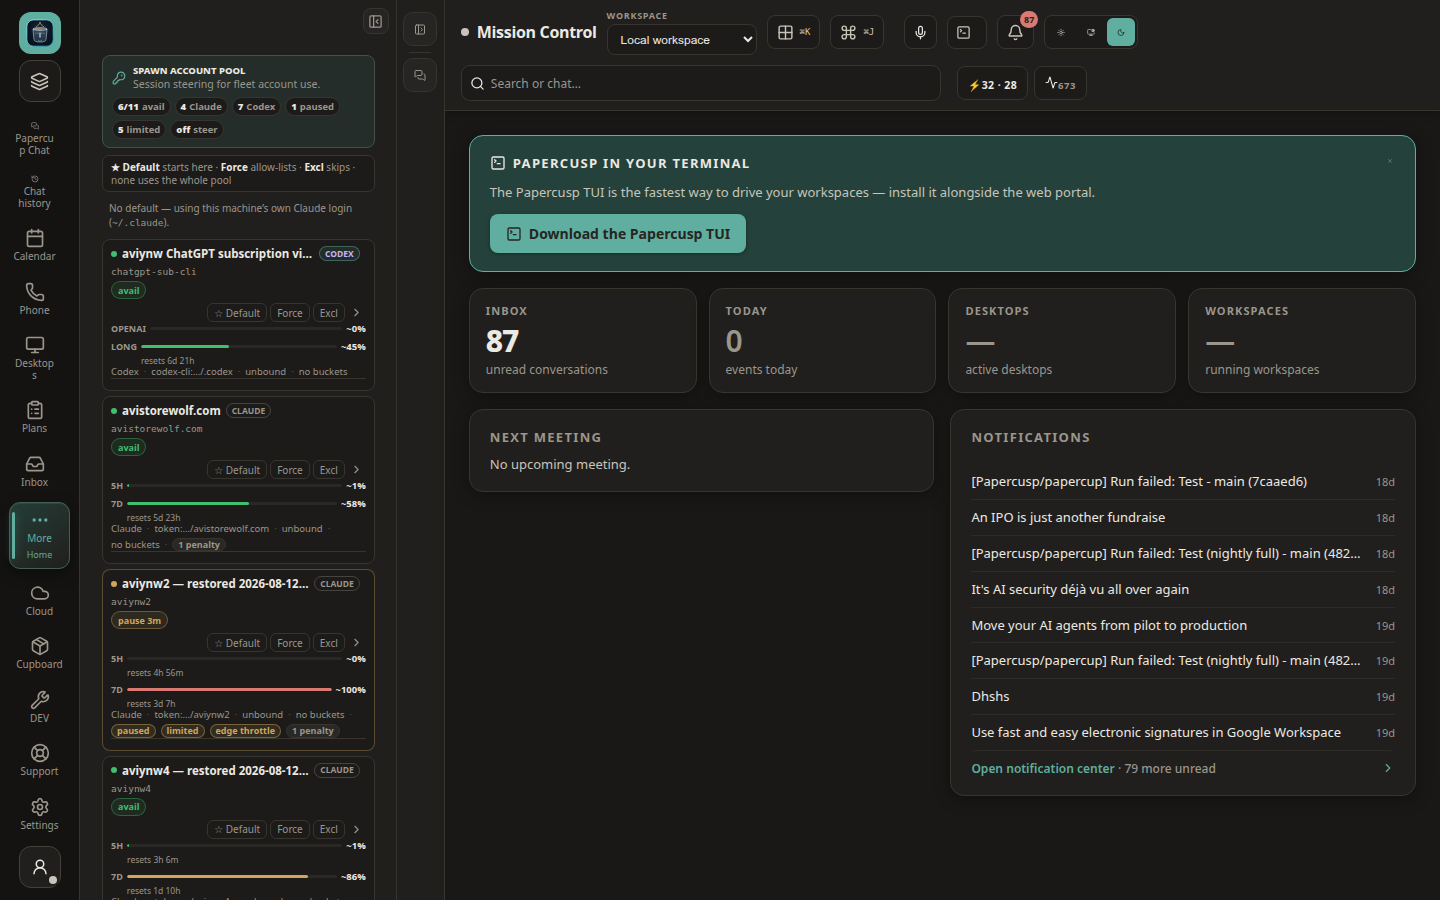 Mission Control
WORKSPACE
Local workspace
⌘K
⌘J
87
Search or chat...
⚡32 · 28
673
Papercu
p Chat
Chat
history
Calendar
Phone
Desktop
s
Plans
Inbox
More
Home
Cloud
Cupboard
DEV
Support
Settings
SPAWN ACCOUNT POOL
Session steering for fleet account use.
6/11 avail
4 Claude
7 Codex
1 paused
5 limited
off steer
★ Default starts here · Force allow-lists · Excl skips ·
none uses the whole pool
No default — using this machine's own Claude login
(~/.claude).
aviynw ChatGPT subscription vi... CODEX
chatgpt-sub-cli
avail
☆ Default Force Excl
OPENAI ~0%
LONG ~45%
resets 6d 21h
Codex · codex-cli:.../.codex · unbound · no buckets
avistorewolf.com CLAUDE
avistorewolf.com
avail
☆ Default Force Excl
5H ~1%
7D ~58%
resets 5d 23h
Claude · token:.../avistorewolf.com · unbound ·
no buckets · 1 penalty
aviynw2 — restored 2026-08-12... CLAUDE
aviynw2
pause 3m
☆ Default Force Excl
5H ~0%
resets 4h 56m
7D ~100%
resets 3d 7h
Claude · token:.../aviynw2 · unbound · no buckets ·
paused limited edge throttle 1 penalty
aviynw4 — restored 2026-08-12... CLAUDE
aviynw4
avail
☆ Default Force Excl
5H ~1%
resets 3h 6m
7D ~86%
resets 1d 10h
PAPERCUSP IN YOUR TERMINAL
The Papercusp TUI is the fastest way to drive your workspaces — install it alongside the web portal.
Download the Papercusp TUI
INBOX
87
unread conversations
TODAY
0
events today
DESKTOPS
—
active desktops
WORKSPACES
—
running workspaces
NEXT MEETING
No upcoming meeting.
NOTIFICATIONS
[Papercusp/papercup] Run failed: Test - main (7caaed6) 18d
An IPO is just another fundraise 18d
[Papercusp/papercup] Run failed: Test (nightly full) - main (482... 18d
It's AI security déjà vu all over again 18d
Move your AI agents from pilot to production 19d
[Papercusp/papercup] Run failed: Test (nightly full) - main (482... 19d
Dhshs 19d
Use fast and easy electronic signatures in Google Workspace 19d
Open notification center · 79 more unread